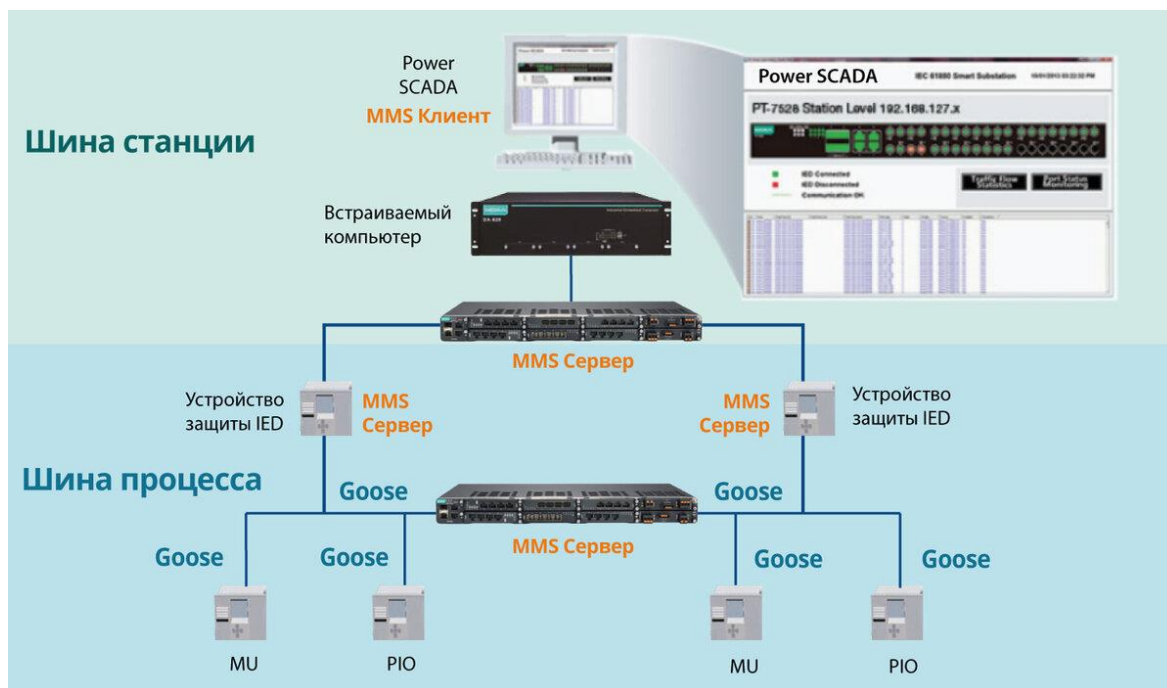 Power
SCADA
MMS Клиент
Шина станции
Встраиваемый
компьютер
Power SCADA
IEC 61850 Smart Substation
PT-7528 Station Level 192.168.127.x
IED Connected
IED Disconnected
Communication OK
Traffic Flow
Statistics
Port Status
Monitoring
MMS Сервер
Устройство
защиты IED
MMS
Сервер
MMS
Сервер
Устройство
защиты IED
Шина процесса
Goose
Goose
MMS Сервер
Goose
Goose
Goose
Goose
MU
PIO
MU
PIO